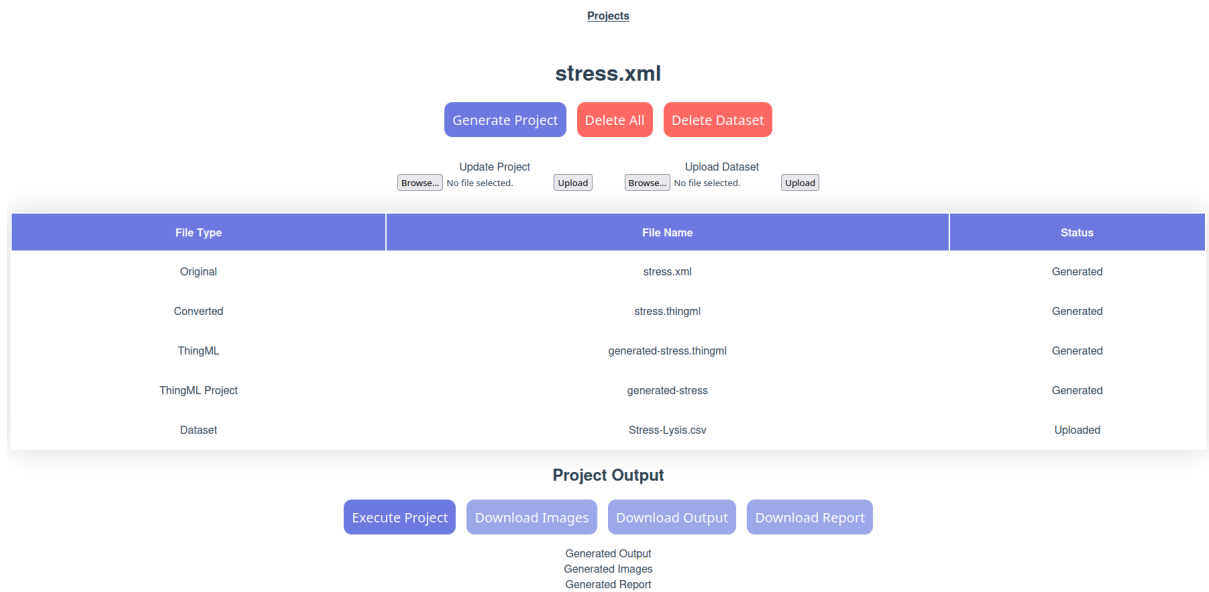 Projects
stress.xml
Generate Project Delete All Delete Dataset
Update Project Upload Dataset
Browse... No file selected. Upload Browse... No file selected. Upload
File Type File Name Status
Original stress.xml Generated
Converted stress.thingml Generated
ThingML generated-stress.thingml Generated
ThingML Project generated-stress Generated
Dataset Stress-Lysis.csv Uploaded
Project Output
Execute Project Download Images Download Output Download Report
Generated Output
Generated Images
Generated Report